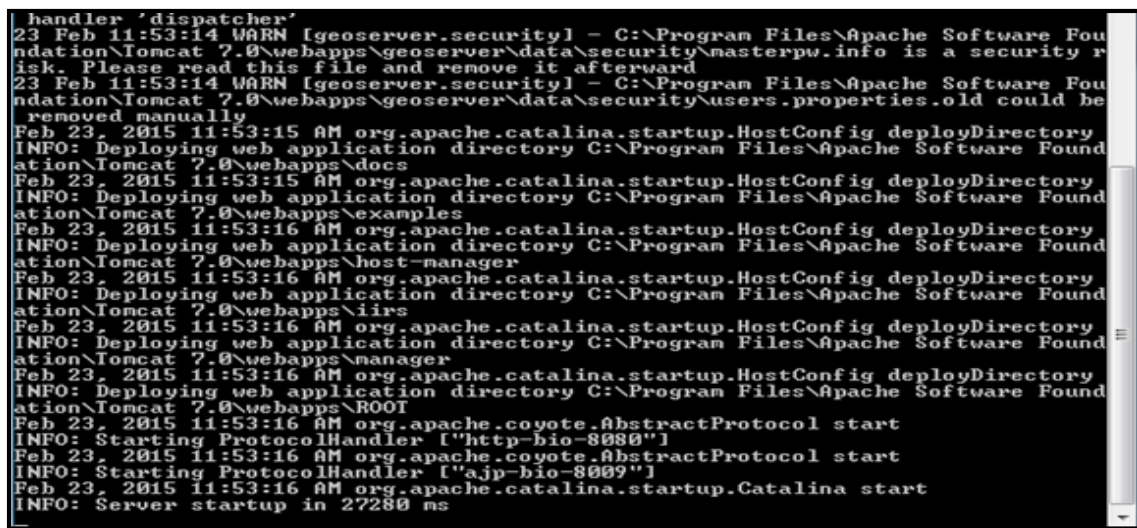 handler 'dispatcher'
23 Feb 11:53:14 WARN [geoserver.security] - C:\Program Files\Apache Software Fou
ndation\Tomcat 7.0\webapps\geoserver\data\security\masterpw.info is a security r
isk. Please read this file and remove it afterward
23 Feb 11:53:14 WARN [geoserver.security] - C:\Program Files\Apache Software Fou
ndation\Tomcat 7.0\webapps\geoserver\data\security\users.properties.old could be
 removed manually
Feb 23, 2015 11:53:15 AM org.apache.catalina.startup.HostConfig deployDirectory
INFO: Deploying web application directory C:\Program Files\Apache Software Found
ation\Tomcat 7.0\webapps\docs
Feb 23, 2015 11:53:15 AM org.apache.catalina.startup.HostConfig deployDirectory
INFO: Deploying web application directory C:\Program Files\Apache Software Found
ation\Tomcat 7.0\webapps\examples
Feb 23, 2015 11:53:16 AM org.apache.catalina.startup.HostConfig deployDirectory
INFO: Deploying web application directory C:\Program Files\Apache Software Found
ation\Tomcat 7.0\webapps\host-manager
Feb 23, 2015 11:53:16 AM org.apache.catalina.startup.HostConfig deployDirectory
INFO: Deploying web application directory C:\Program Files\Apache Software Found
ation\Tomcat 7.0\webapps\iirs
Feb 23, 2015 11:53:16 AM org.apache.catalina.startup.HostConfig deployDirectory
INFO: Deploying web application directory C:\Program Files\Apache Software Found
ation\Tomcat 7.0\webapps\manager
Feb 23, 2015 11:53:16 AM org.apache.catalina.startup.HostConfig deployDirectory
INFO: Deploying web application directory C:\Program Files\Apache Software Found
ation\Tomcat 7.0\webapps\ROOT
Feb 23, 2015 11:53:16 AM org.apache.coyote.AbstractProtocol start
INFO: Starting ProtocolHandler ["http-bio-8080"]
Feb 23, 2015 11:53:16 AM org.apache.coyote.AbstractProtocol start
INFO: Starting ProtocolHandler ["ajp-bio-8009"]
Feb 23, 2015 11:53:16 AM org.apache.catalina.startup.Catalina start
INFO: Server startup in 27280 ms